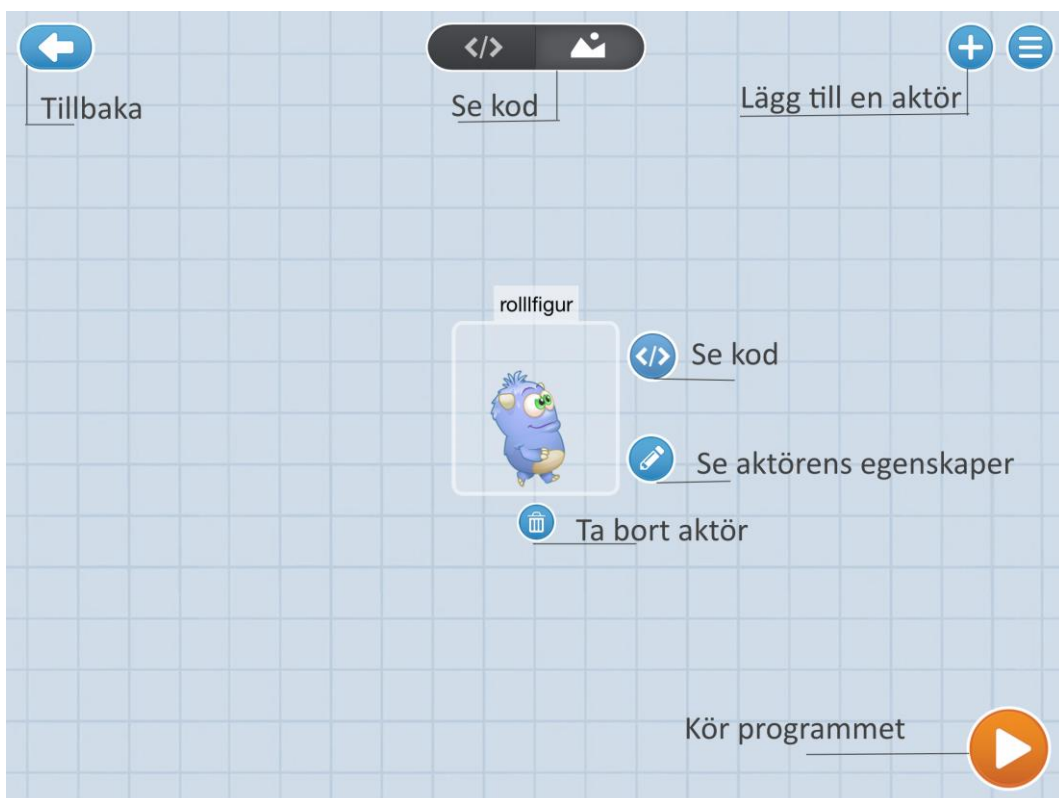 Tillbaka
Se kod
Lägg till en aktör
rolllfigur
Se kod
Se aktörens egenskaper
Ta bort aktör
Kör programmet